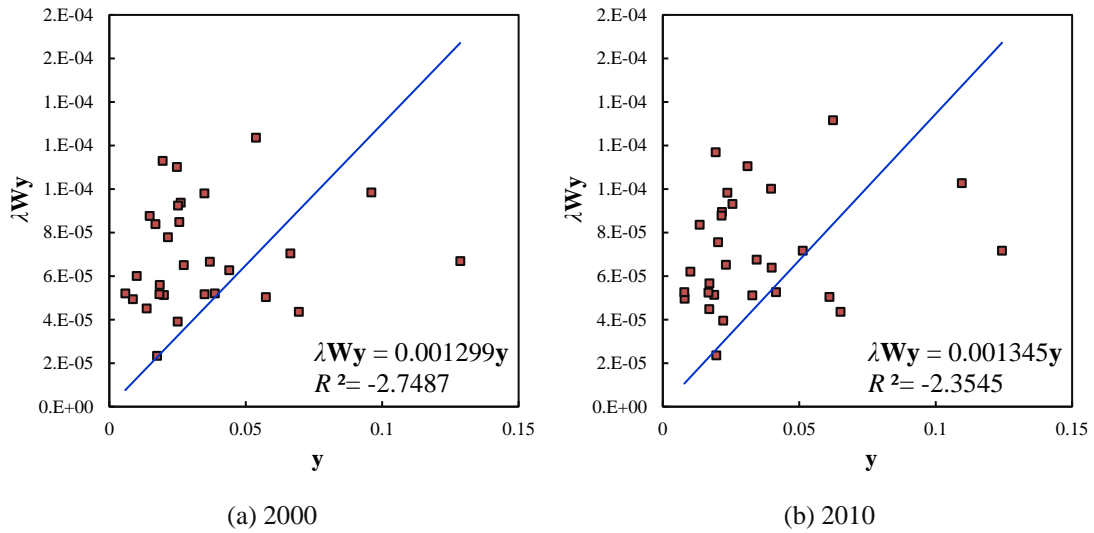 2.E-04
2.E-04
1.E-04
1.E-04
1.E-04
8.E-05
6.E-05
4.E-05
2.E-05
0.E+00
λWy
0 0.05 0.1 0.15
y
λWy = 0.001299y
R ²= -2.7487
(a) 2000
2.E-04
2.E-04
1.E-04
1.E-04
1.E-04
8.E-05
6.E-05
4.E-05
2.E-05
0.E+00
λWy
0 0.05 0.1 0.15
y
λWy = 0.001345y
R ²= -2.3545
(b) 2010